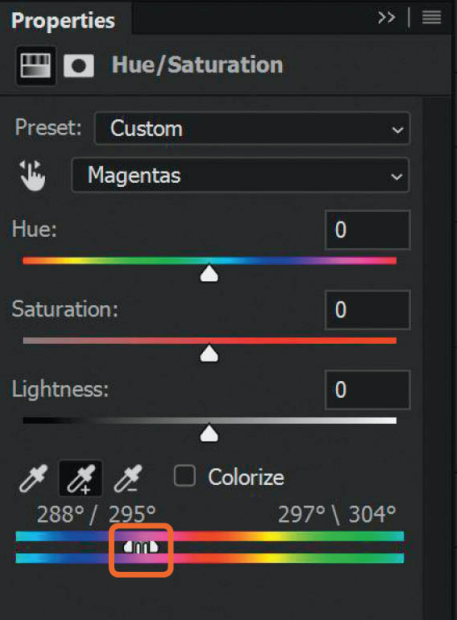 Properties
Hue/Saturation
Preset: Custom
Magentas
Hue: 0
Saturation: 0
Lightness: 0
Colorize
288° / 295° 297° \ 304°